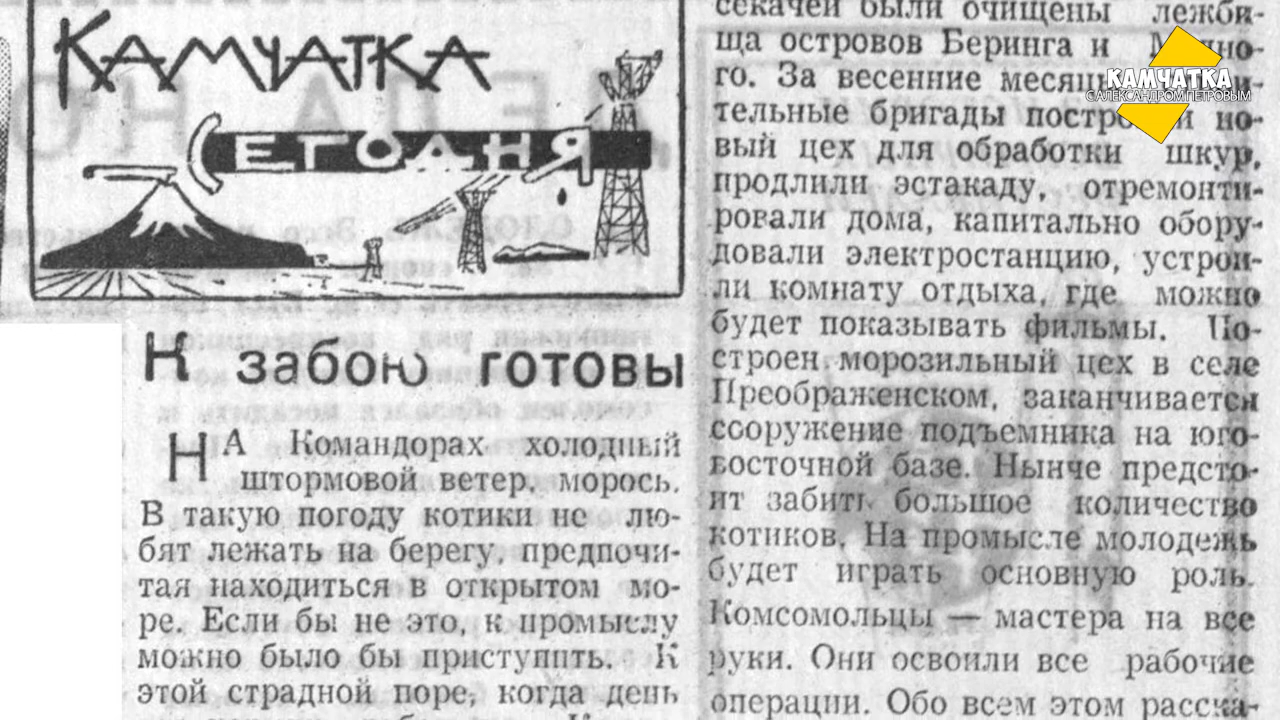 КАМЧАТКА
СЕГОДНЯ
К забою готовы
НА Командорах холодный
штормовой ветер, морось.
В такую погоду котики не лю-
бят лежать на берегу, предпочи-
тая находиться в открытом мо-
ре. Если бы не это, к промыслу
можно было бы приступить. К
этой страдной поре, когда день
секачей были очищены лежби-
ща островов Беринга и
го. За весенние
тельные бригады но-
вый цех для обработки шкур,
продлили эстакаду, отремонти-
ровали дома, капитально обору-
довали электростанцию, устрои-
ли комнату отдыха, где можно
будет показывать фильмы. По-
строен морозильный цех в селе
Преображенском, заканчивается
сооружение подъемника на юго-
восточной базе. Нынче предсто-
ит забить большое количество
котиков. На промысле молодежь
будет играть основную роль.
Комсомольцы — мастера на все
руки. Они освоили все рабочие
операции. Обо всем этом расска-
КАМЧАТКА
С АЛЕКСАНДРОМ ПЕТРОВЫМ